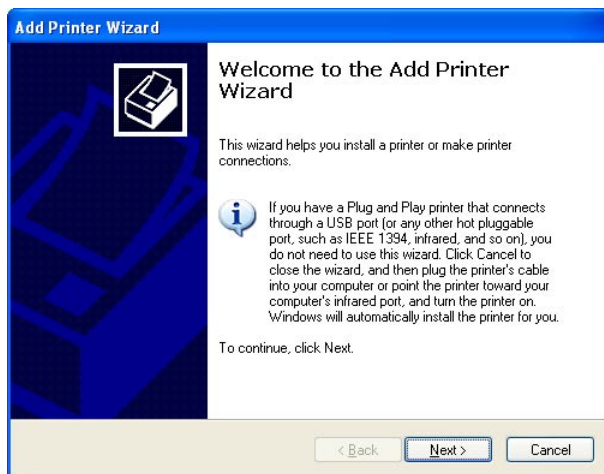 Add Printer Wizard
Welcome to the Add Printer
Wizard
This wizard helps you install a printer or make printer
connections.
If you have a Plug and Play printer that connects
through a USB port (or any other hot pluggable
port, such as IEEE 1394, infrared, and so on), you
do not need to use this wizard. Click Cancel to
close the wizard, and then plug the printer's cable
into your computer or point the printer toward your
computer's infrared port, and turn the printer on.
Windows will automatically install the printer for you.
To continue, click Next.
< Back Next > Cancel